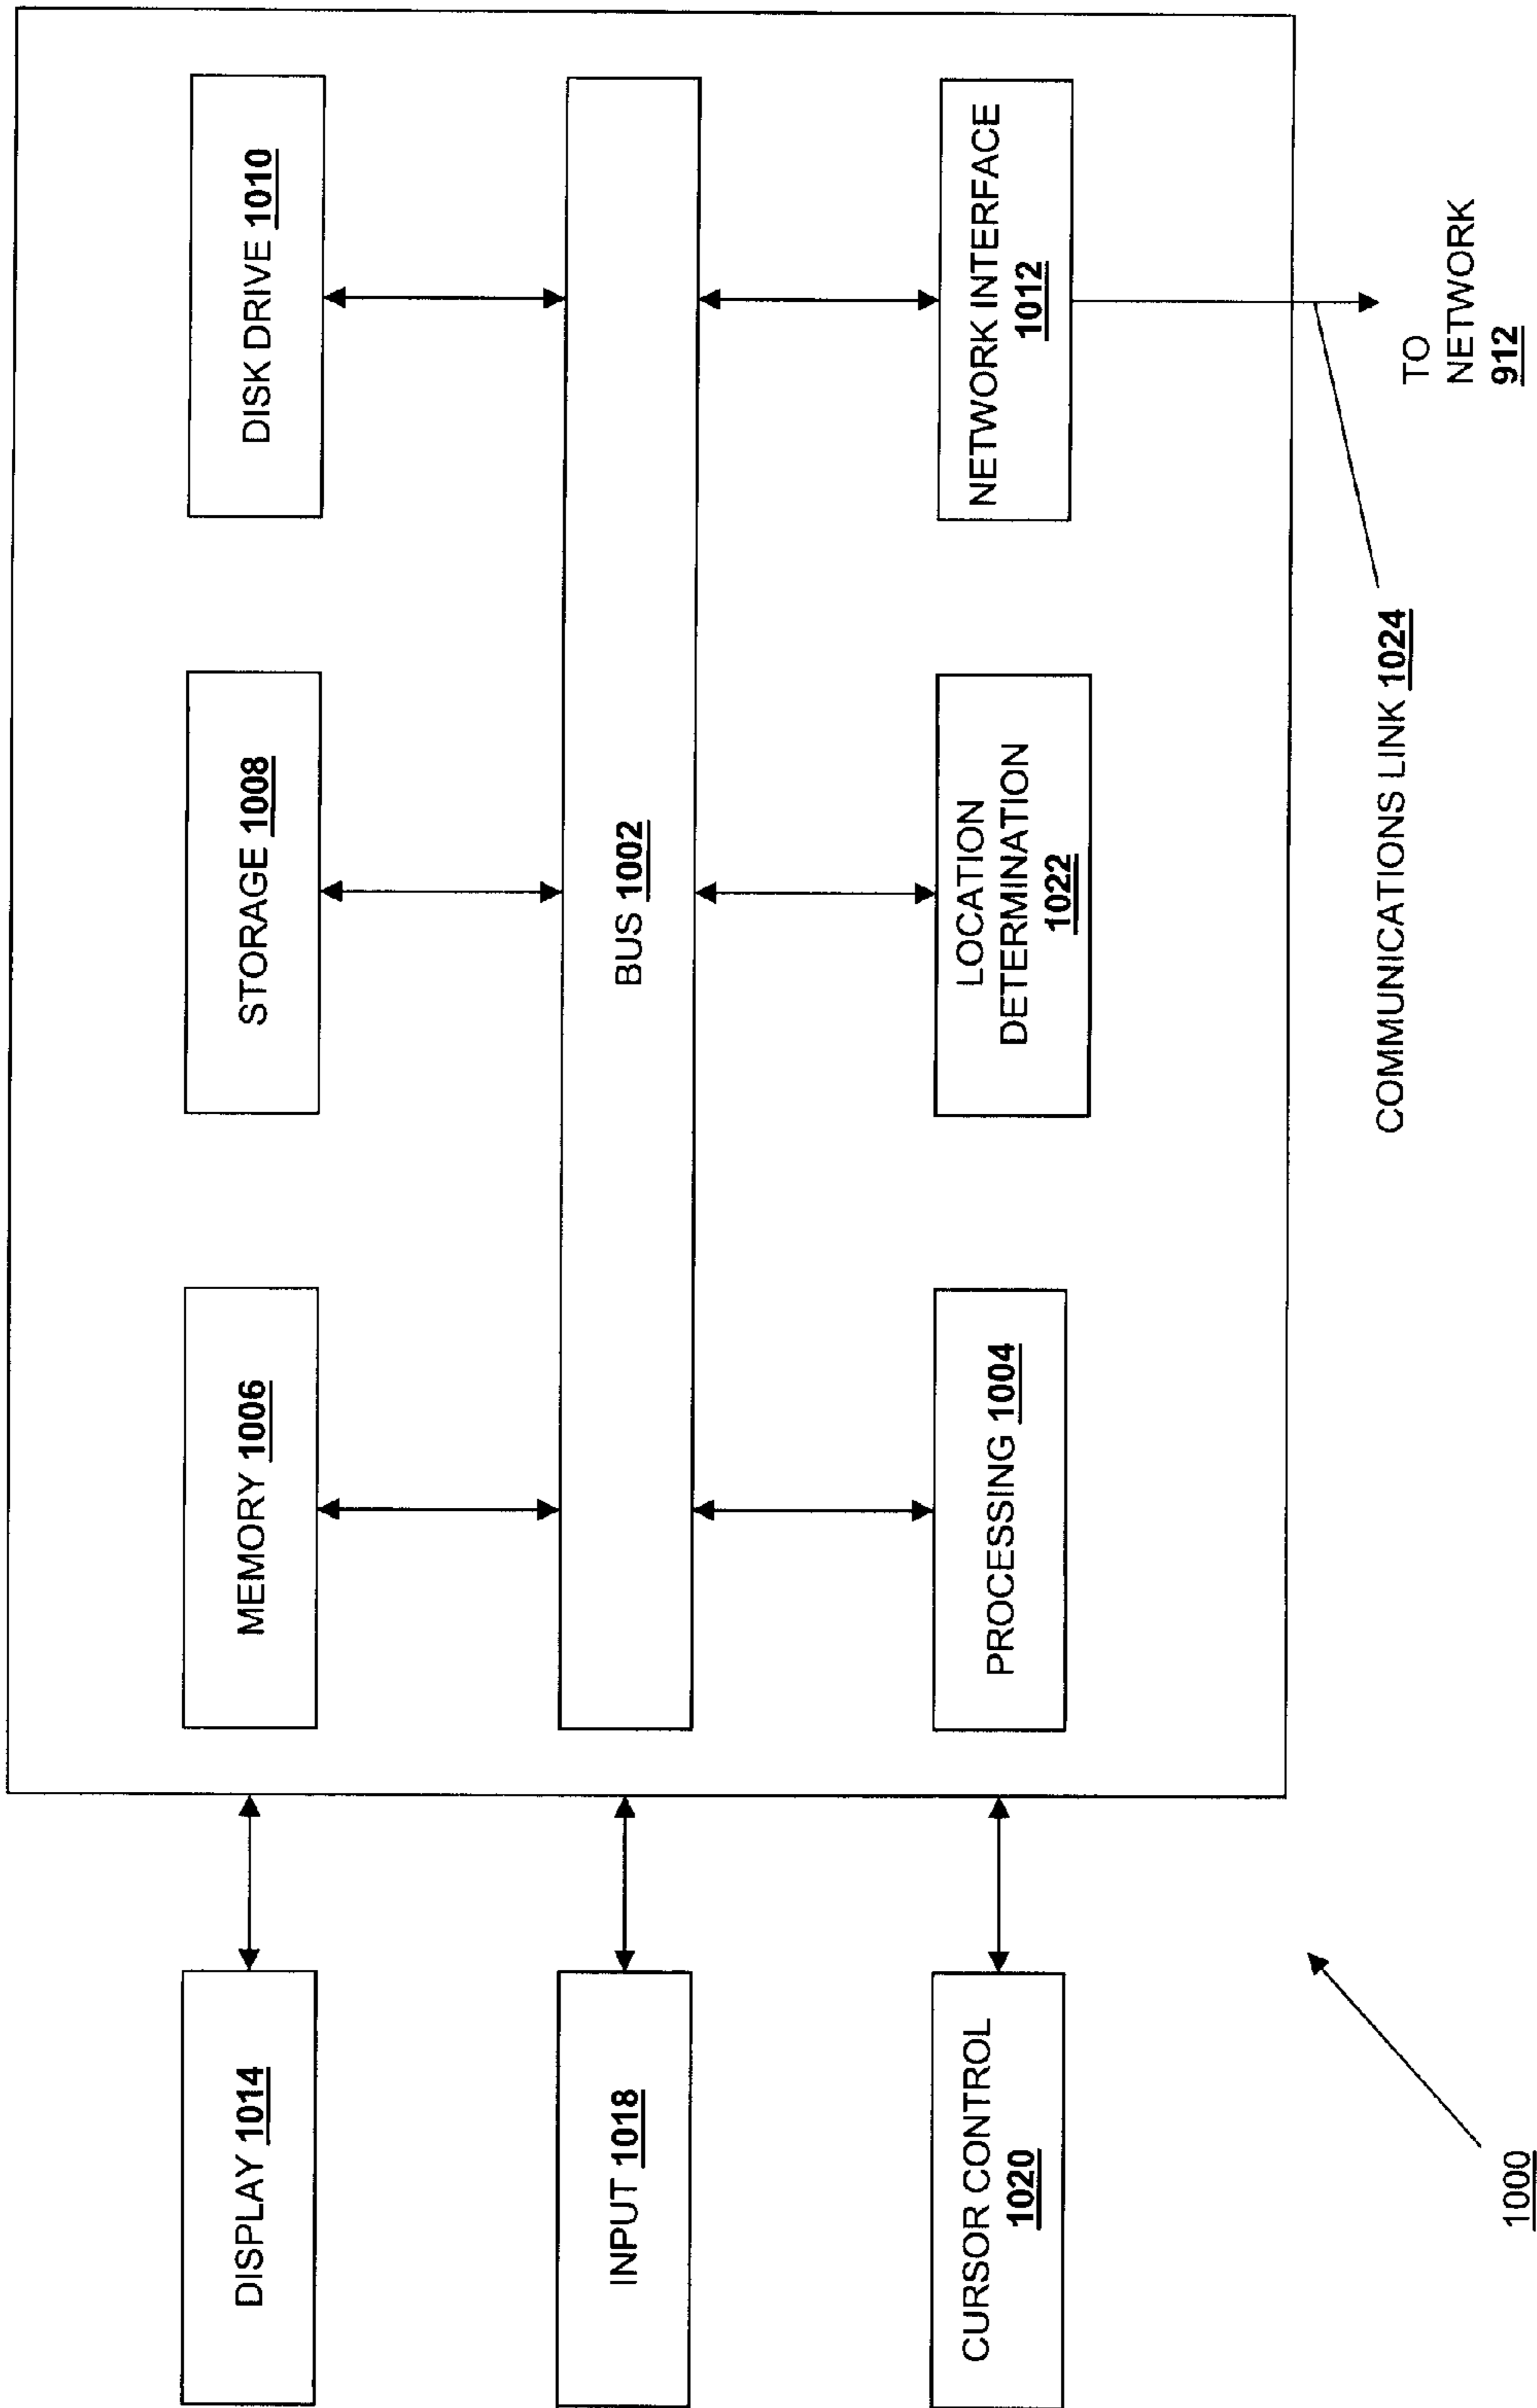 DISPLAY 1014
MEMORY 1006
STORAGE 1008
DISK DRIVE 1010
INPUT 1018
BUS 1002
CURSOR CONTROL
1020
PROCESSING 1004
LOCATION
DETERMINATION
1022
NETWORK INTERFACE
1012
COMMUNICATIONS LINK 1024
TO
NETWORK
912
1000